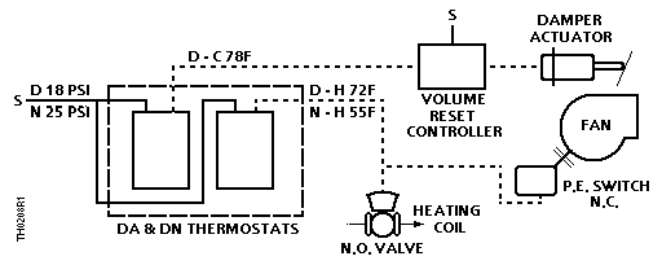 S
DAMPER
ACTUATOR
D - C 78F
D 18 PSI
S
N 25 PSI
D - H 72F
N - H 55F
VOLUME
RESET
CONTROLLER
FAN
P.E. SWITCH
N.C.
HEATING
COIL
N.O. VALVE
DA & DN THERMOSTATS
TH0208R1